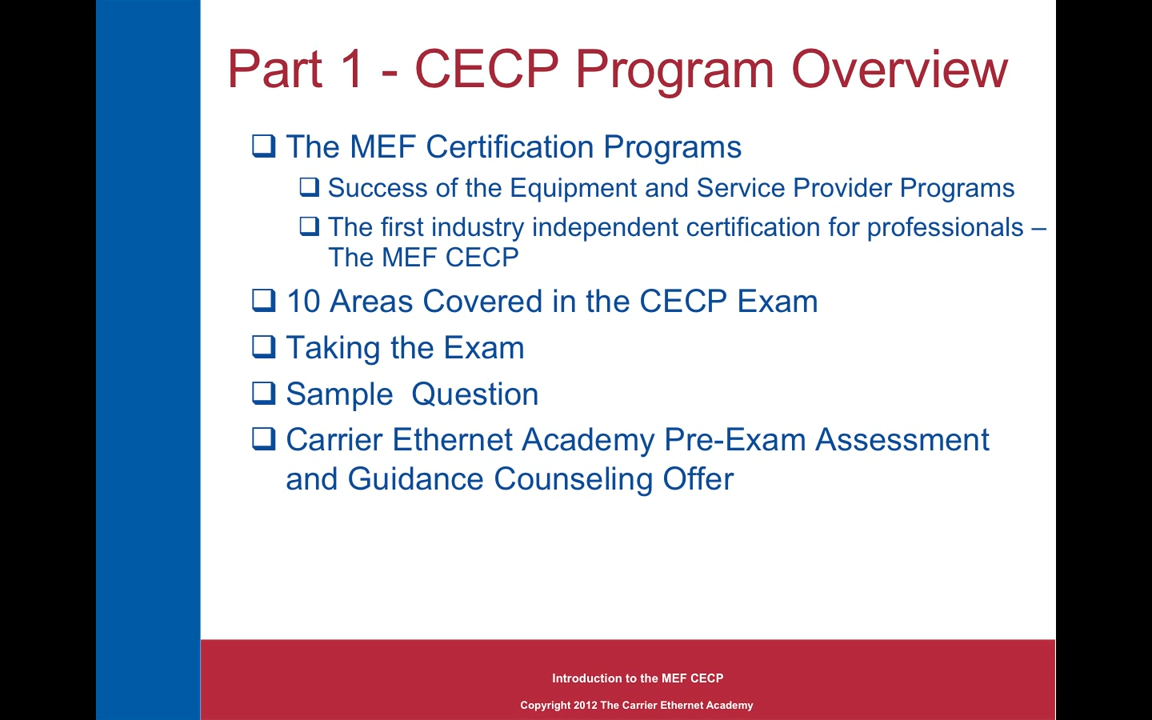 Part 1 - CECP Program Overview
❑ The MEF Certification Programs
❑ Success of the Equipment and Service Provider Programs
❑ The first industry independent certification for professionals –
The MEF CECP
❑ 10 Areas Covered in the CECP Exam
❑ Taking the Exam
❑ Sample  Question
❑ Carrier Ethernet Academy Pre-Exam Assessment
and Guidance Counseling Offer
Introduction to the MEF CECP
Copyright 2012 The Carrier Ethernet Academy